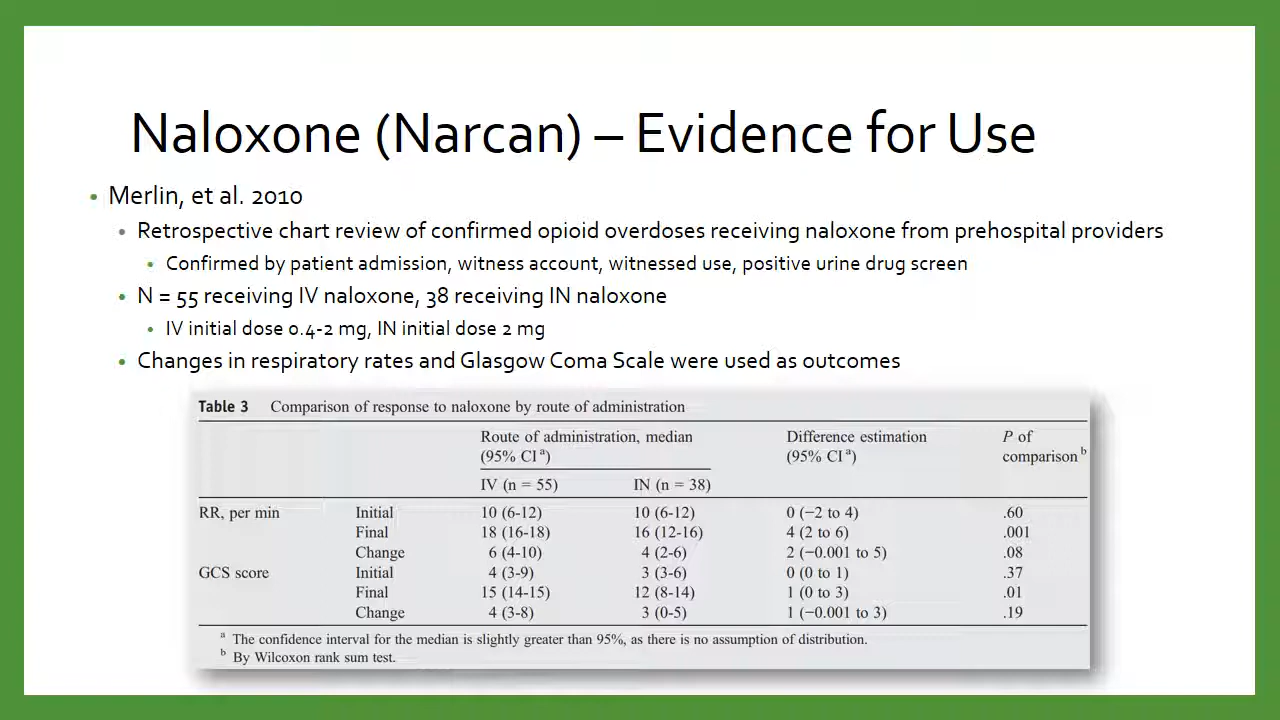 Naloxone (Narcan) – Evidence for Use
• Merlin, et al. 2010
• Retrospective chart review of confirmed opioid overdoses receiving naloxone from prehospital providers
• Confirmed by patient admission, witness account, witnessed use, positive urine drug screen
• N = 55 receiving IV naloxone, 38 receiving IN naloxone
• IV initial dose 0.4-2 mg, IN initial dose 2 mg
• Changes in respiratory rates and Glasgow Coma Scale were used as outcomes
Table 3 Comparison of response to naloxone by route of administration
Route of administration, median Difference estimation P of
(95% CI a) (95% CI a) comparison b
IV (n = 55) IN (n = 38)
RR, per min Initial 10 (6-12) 10 (6-12) 0 (−2 to 4) .60
Final 18 (16-18) 16 (12-16) 4 (2 to 6) .001
Change 6 (4-10) 4 (2-6) 2 (−0.001 to 5) .08
GCS score Initial 4 (3-9) 3 (3-6) 0 (0 to 1) .37
Final 15 (14-15) 12 (8-14) 1 (0 to 3) .01
Change 4 (3-8) 3 (0-5) 1 (−0.001 to 3) .19
a The confidence interval for the median is slightly greater than 95%, as there is no assumption of distribution.
b By Wilcoxon rank sum test.